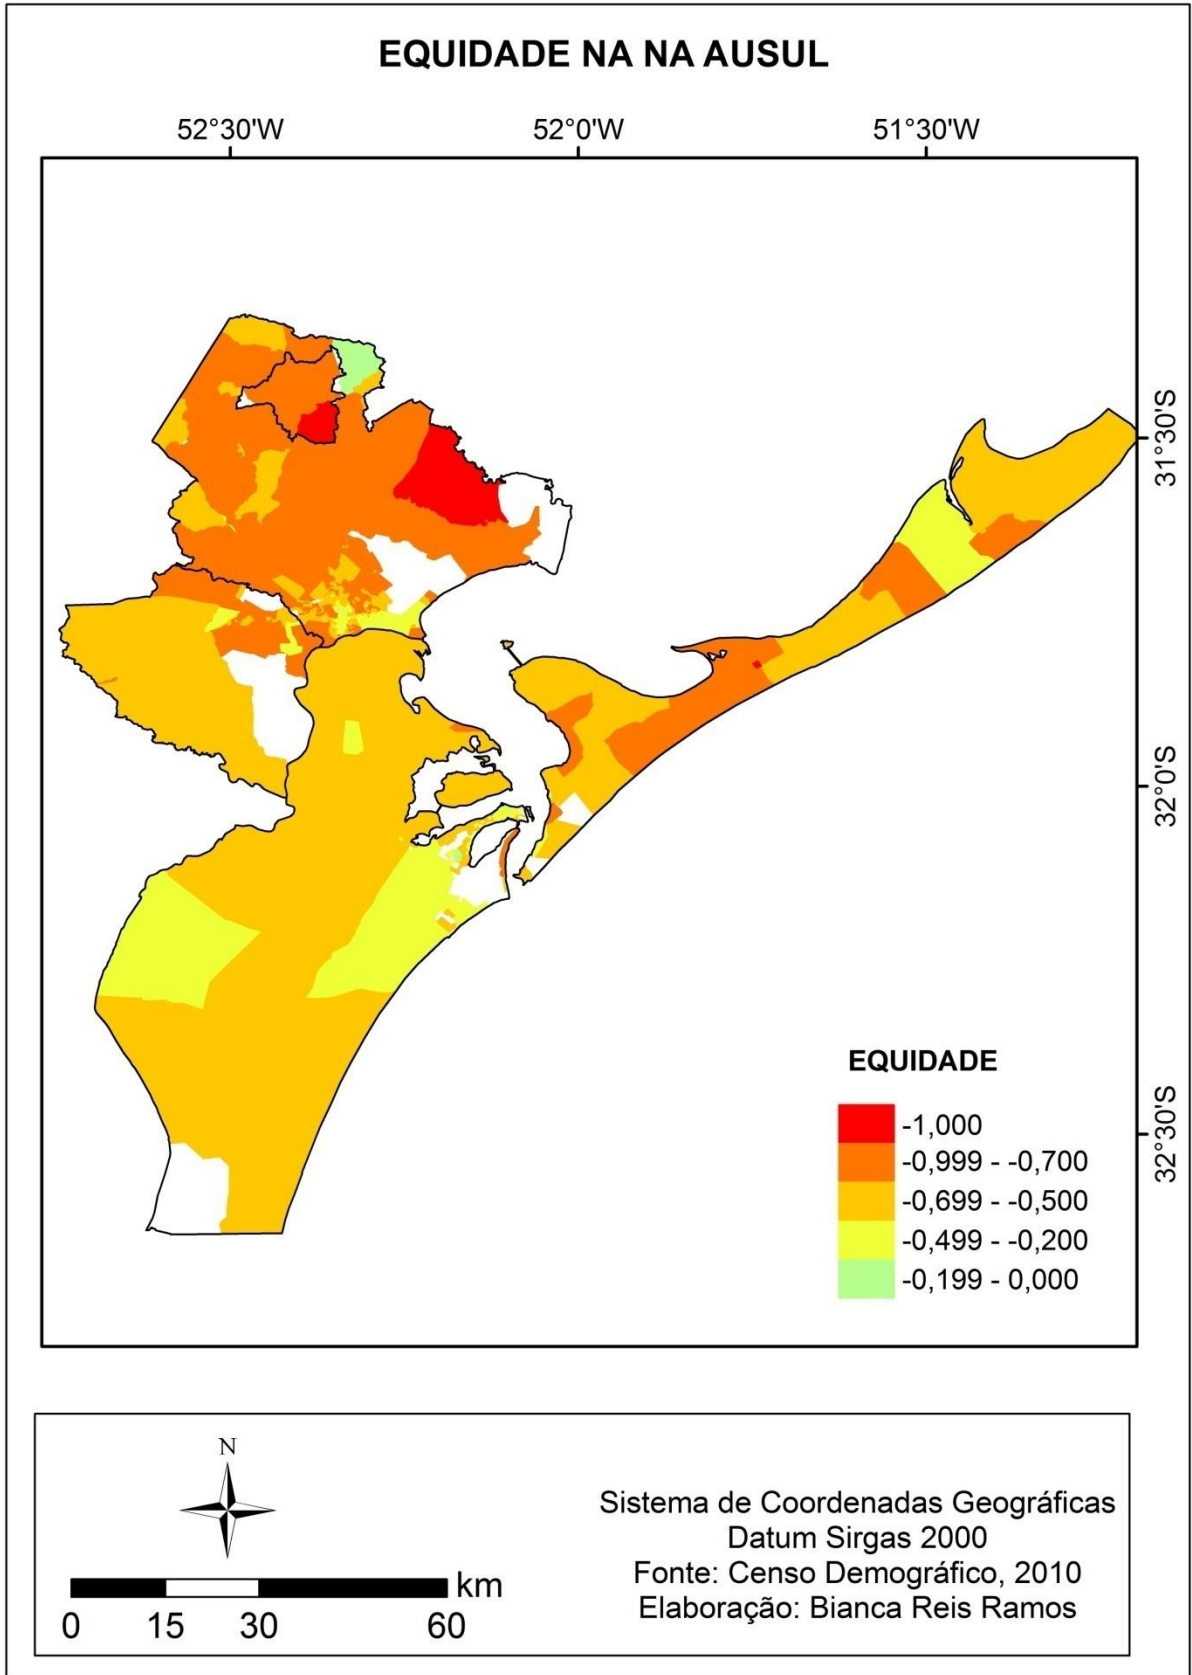 EQUIDADE NA NA AUSUL
52°30'W 52°0'W 51°30'W
31°30'S
32°0'S
32°30'S
EQUIDADE
-1,000
-0,999 - -0,700
-0,699 - -0,500
-0,499 - -0,200
-0,199 - 0,000
N
km
0 15 30 60
Sistema de Coordenadas Geográficas
Datum Sirgas 2000
Fonte: Censo Demográfico, 2010
Elaboração: Bianca Reis Ramos